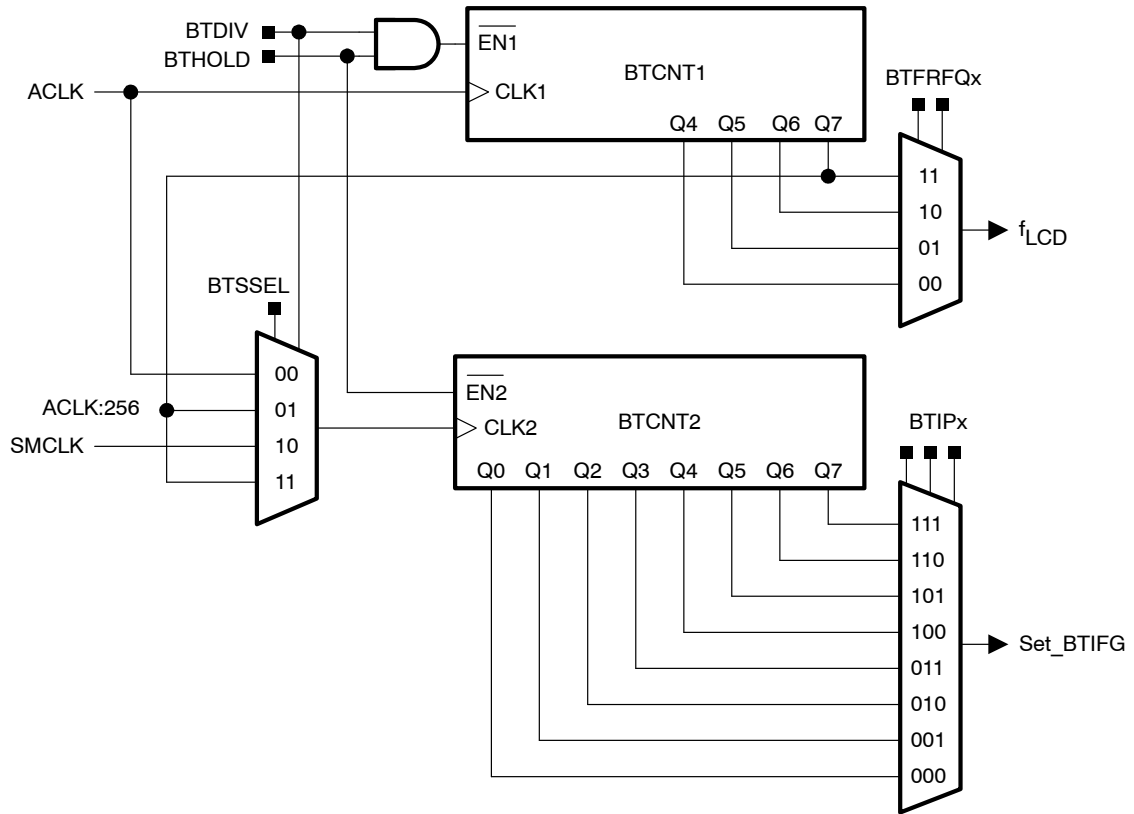 BTDIV
BTHOLD
EN1
BTCNT1
ACLK
CLK1
BTFRFQx
Q4 Q5 Q6 Q7
11
10
01
00
fLCD
BTSSEL
00
01
10
11
ACLK:256
SMCLK
EN2
BTCNT2
CLK2
Q0 Q1 Q2 Q3 Q4 Q5 Q6 Q7
BTIPx
111
110
101
100
011
010
001
000
Set_BTIFG